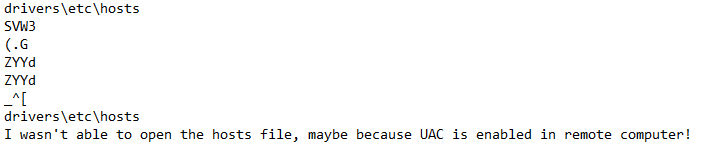 drivers\etc\hosts
SVW3
(.G
ZYYd
ZYYd
_^[
drivers\etc\hosts
I wasn't able to open the hosts file, maybe because UAC is enabled in remote computer!